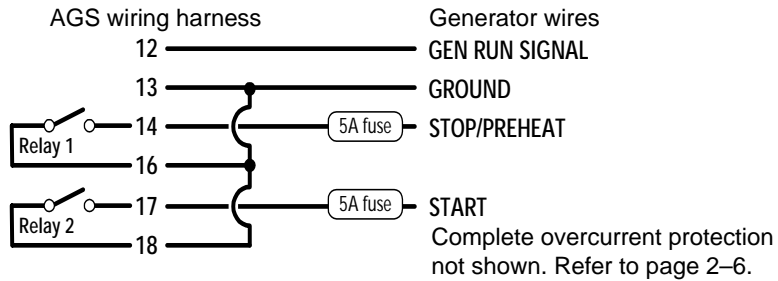 AGS wiring harness Generator wires
12 GEN RUN SIGNAL
13 GROUND
14 5A fuse STOP/PREHEAT
Relay 1
16
17 5A fuse START
Relay 2
18
Complete overcurrent protection
not shown. Refer to page 2–6.